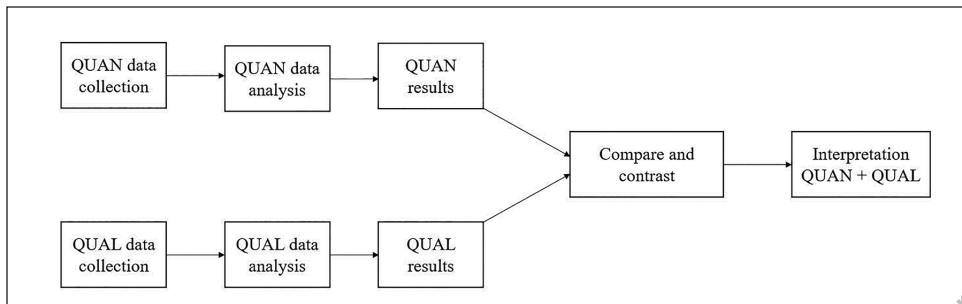 QUAN data
collection
QUAN data
analysis
QUAN
results
Compare and
contrast
Interpretation
QUAN + QUAL
QUAL data
collection
QUAL data
analysis
QUAL
results